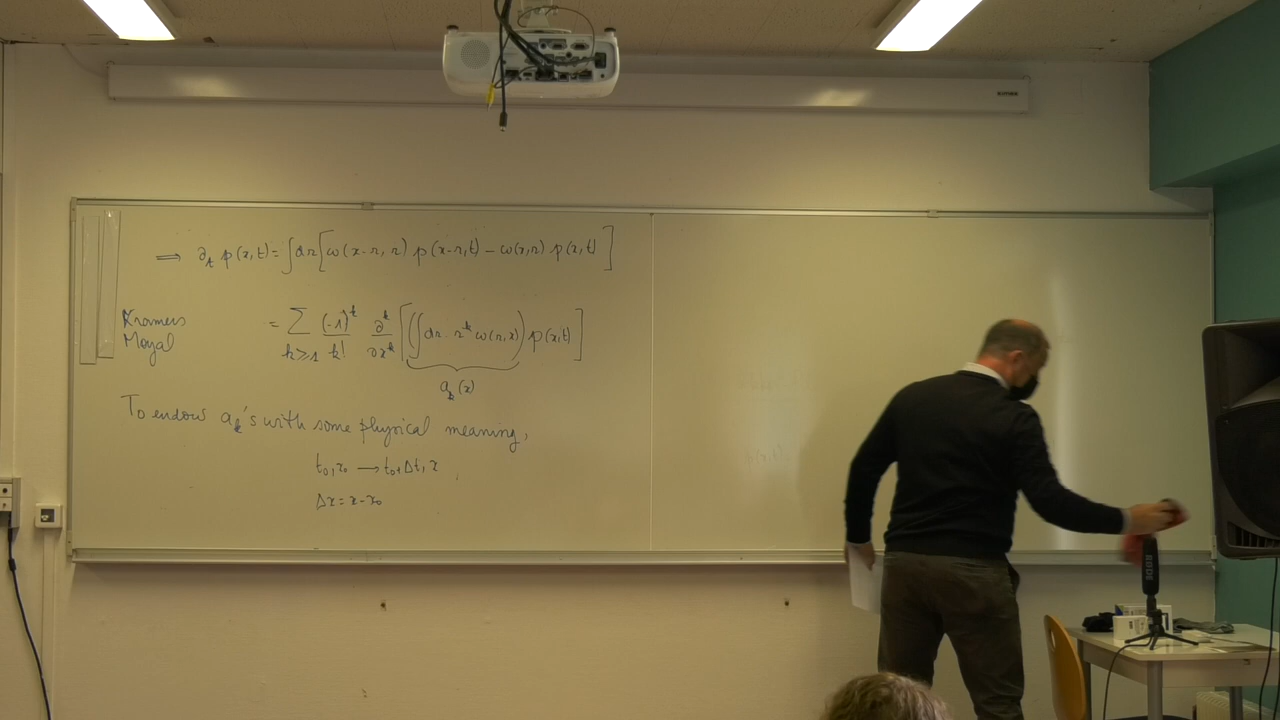 ⟹ ∂_t p(x,t) = ∫dr [ω(x-r, r) p(x-r,t) - ω(x,r) p(x,t)]
Kramers
Moyal
= ∑_{k≥1} (-1)^k/k! ∂^k/∂x^k [(∫dr r^k ω(r,x)) p(x,t)]
a_k(x)
To endow a_k's with some physical meaning,
t_0, x_0 → t_0+Δt, x
Δx = x-x_0
p(x,t)
RØDE